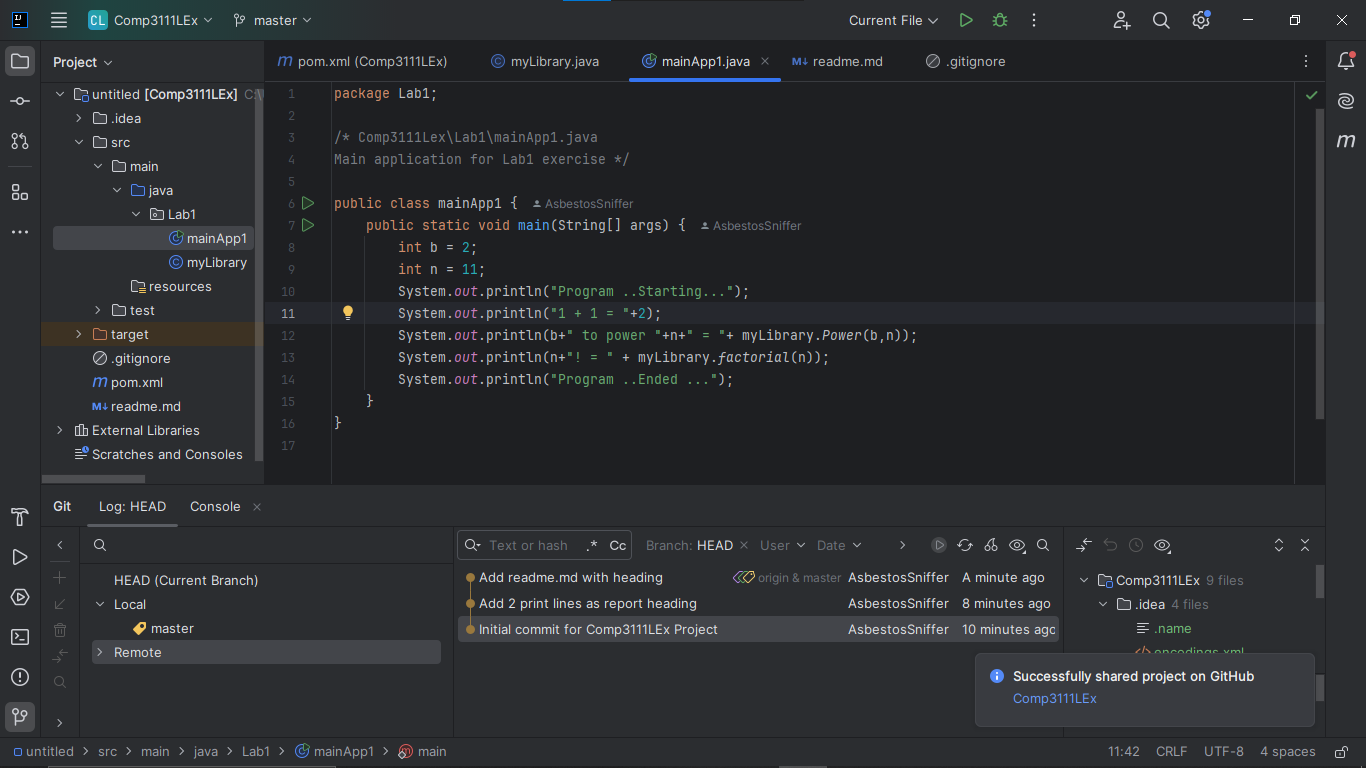 CL Comp3111LEx master Current File
Project
pom.xml (Comp3111LEx) myLibrary.java mainApp1.java readme.md .gitignore
untitled [Comp3111LEx] C:\
.idea
src
main
java
Lab1
mainApp1
myLibrary
resources
test
target
.gitignore
pom.xml
readme.md
External Libraries
Scratches and Consoles
1 package Lab1;
2
3 /* Comp3111Lex\Lab1\mainApp1.java
4 Main application for Lab1 exercise */
5
6 public class mainApp1 { AsbestosSniffer
7 public static void main(String[] args) { AsbestosSniffer
8 int b = 2;
9 int n = 11;
10 System.out.println("Program ..Starting...");
11 System.out.println("1 + 1 = "+2);
12 System.out.println(b+" to power "+n+" = "+ myLibrary.Power(b,n));
13 System.out.println(n+"! = " + myLibrary.factorial(n));
14 System.out.println("Program ..Ended ...");
15 }
16 }
17
Git Log: HEAD Console
Text or hash .* Cc Branch: HEAD User Date
HEAD (Current Branch)
Local
master
Remote
Add readme.md with heading origin & master AsbestosSniffer A minute ago
Add 2 print lines as report heading AsbestosSniffer 8 minutes ago
Initial commit for Comp3111LEx Project AsbestosSniffer 10 minutes ago
Comp3111LEx 9 files
.idea 4 files
.name
encodings.xml
Successfully shared project on GitHub
Comp3111LEx
untitled > src > main > java > Lab1 > mainApp1 > main 11:42 CRLF UTF-8 4 spaces